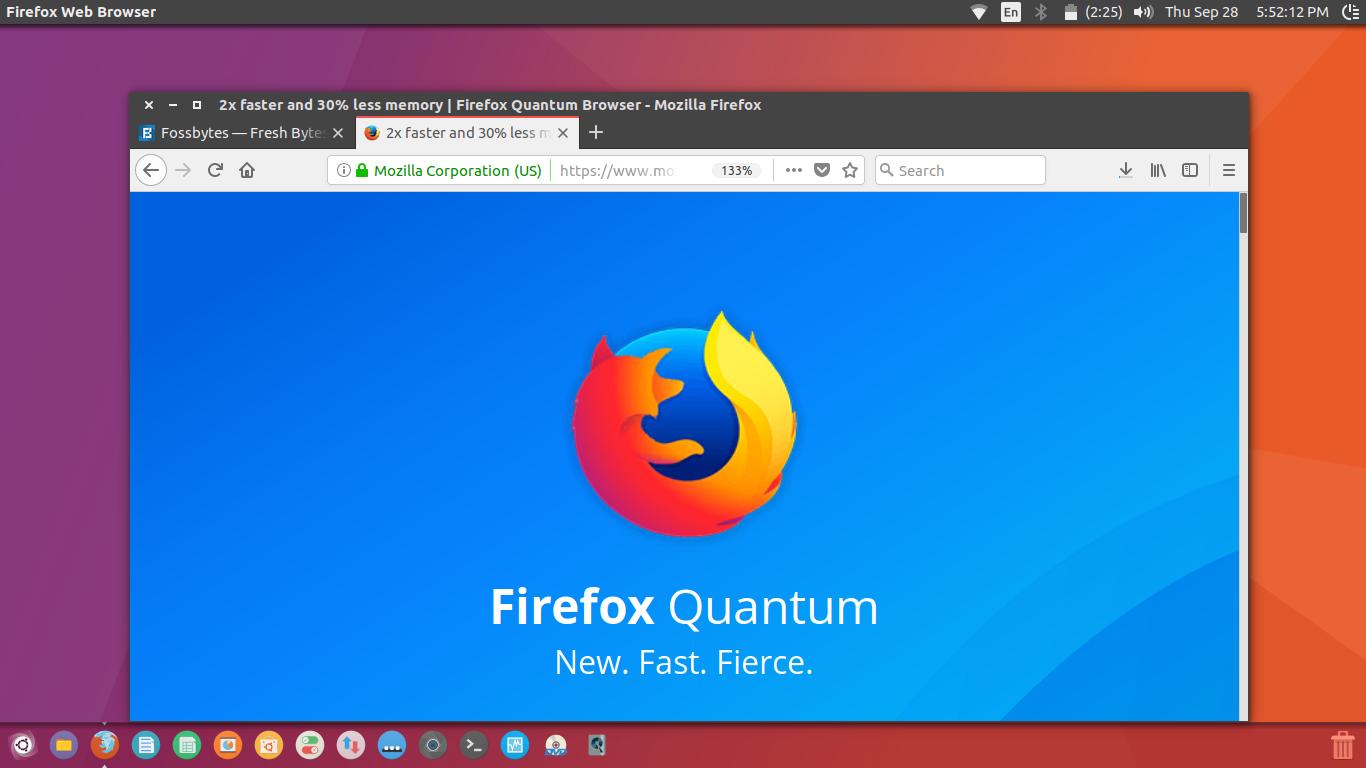 Firefox Web Browser
En
(2:25)
Thu Sep 28
5:52:12 PM
2x faster and 30% less memory | Firefox Quantum Browser - Mozilla Firefox
Fossbytes — Fresh Byte
2x faster and 30% less m
Mozilla Corporation (US)
https://www.mo
133%
Search
Firefox Quantum
New. Fast. Fierce.